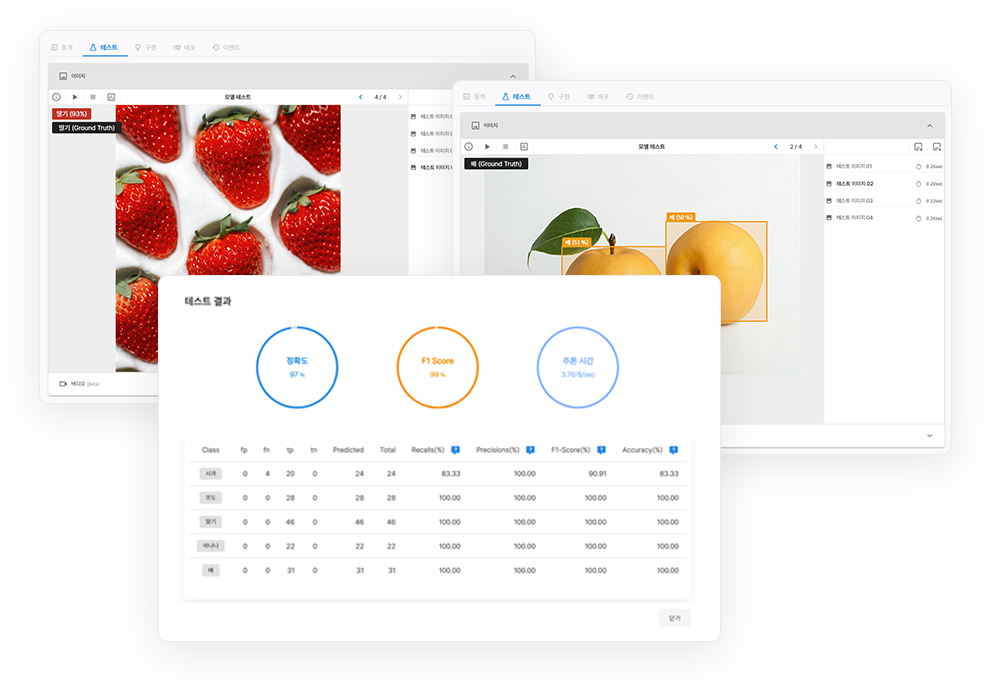 통계 테스트 구현 배포 이벤트
이미지
모델 테스트 4 / 4
딸기 (93%)
딸기 (Ground Truth)
테스트 이미지
테스트 이미지
테스트 이미지
테스트 이미지
비디오 (beta)
통계 테스트 구현 배포 이벤트
이미지
모델 테스트 2 / 4
배 (Ground Truth)
테스트 이미지 01 0.26sec
테스트 이미지 02 0.23sec
테스트 이미지 03 0.22sec
테스트 이미지 04 0.26sec
배 (50 %)
배 (51 %)
테스트 결과
정확도 F1 Score 추론 시간
97 % 99 % 3.76개/sec
Class fp fn tp tn Predicted Total Recalls(%) Precisions(%) F1-Score(%) Accuracy(%)
사과 0 4 20 0 24 24 83.33 100.00 90.91 83.33
포도 0 0 28 0 28 28 100.00 100.00 100.00 100.00
딸기 0 0 46 0 46 46 100.00 100.00 100.00 100.00
바나나 0 0 22 0 22 22 100.00 100.00 100.00 100.00
배 0 0 31 0 31 31 100.00 100.00 100.00 100.00
닫기